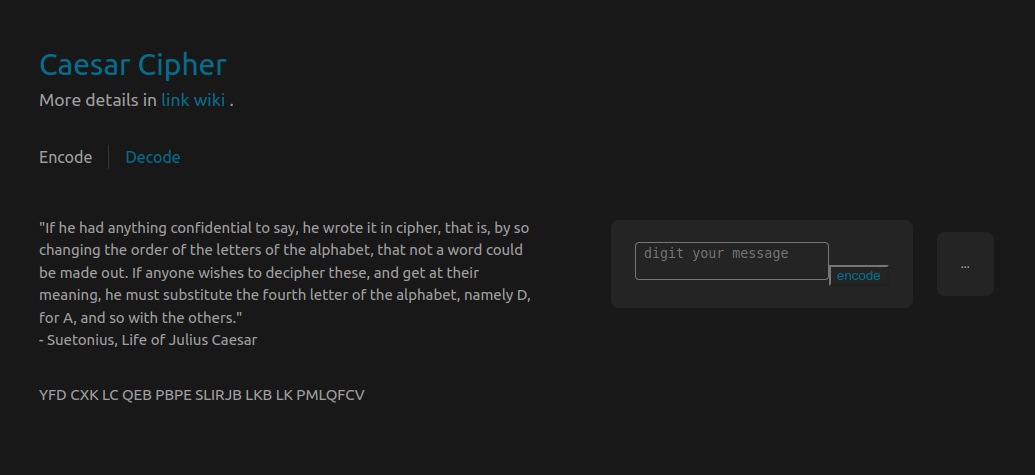 Caesar Cipher
More details in link wiki .
Encode
Decode
"If he had anything confidential to say, he wrote it in cipher, that is, by so
changing the order of the letters of the alphabet, that not a word could
be made out. If anyone wishes to decipher these, and get at their
meaning, he must substitute the fourth letter of the alphabet, namely D,
for A, and so with the others."
- Suetonius, Life of Julius Caesar
YFD CXK LC QEB PBPE SLIRJB LKB LK PMLQFCV
digit your message
encode
...